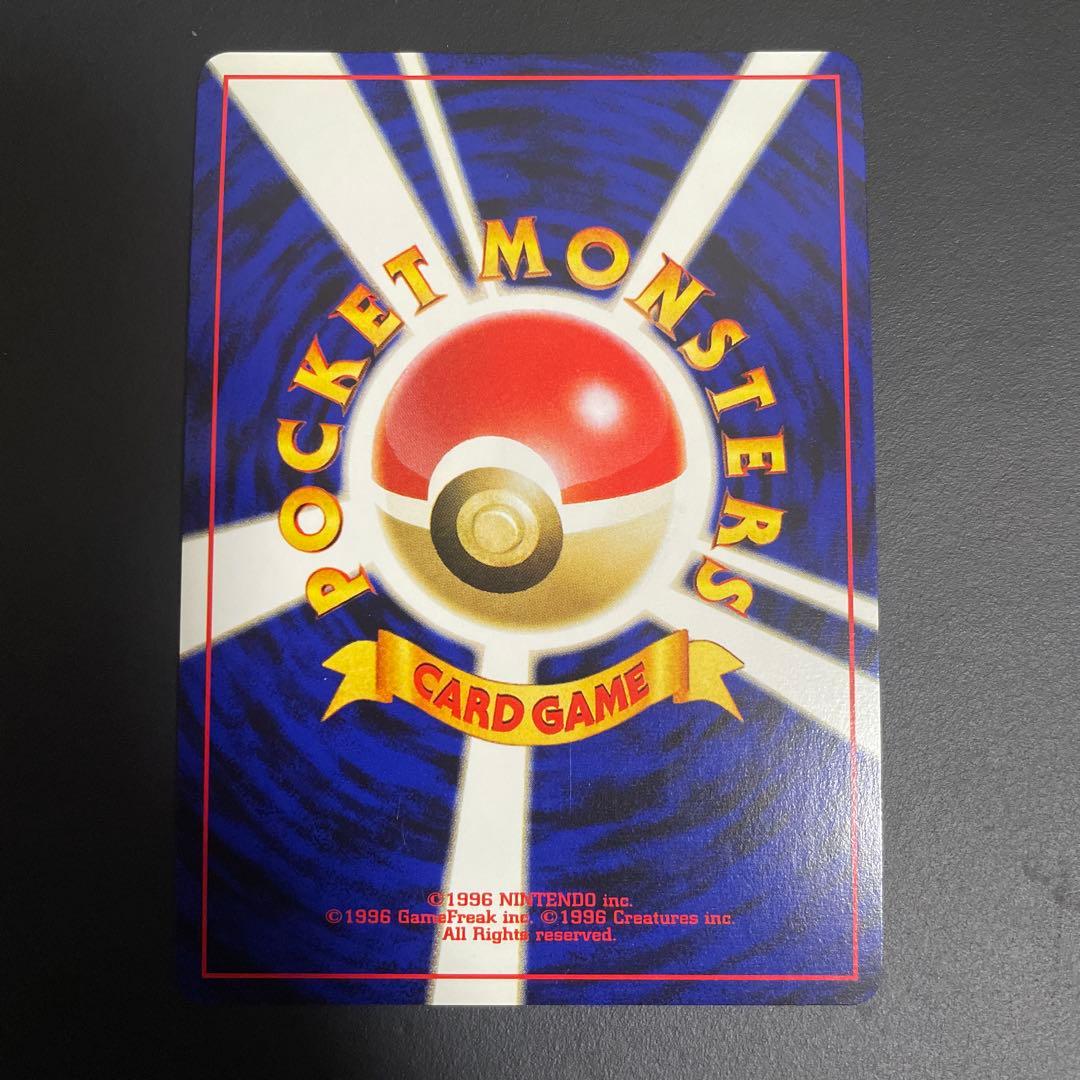 POCKET MONSTERS
CARD GAME
©1996 NINTENDO inc.
©1996 GameFreak inc. ©1996 Creatures inc.
All Rights reserved.